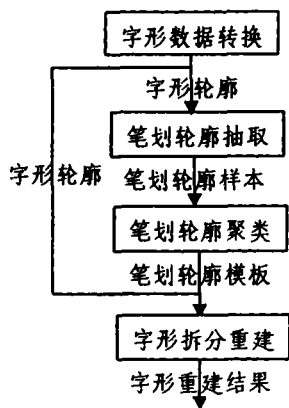 字形数据转换
字形轮廓
笔划轮廓抽取
字形轮廓
笔划轮廓样本
笔划轮廓聚类
笔划轮廓模板
字形拆分重建
字形重建结果